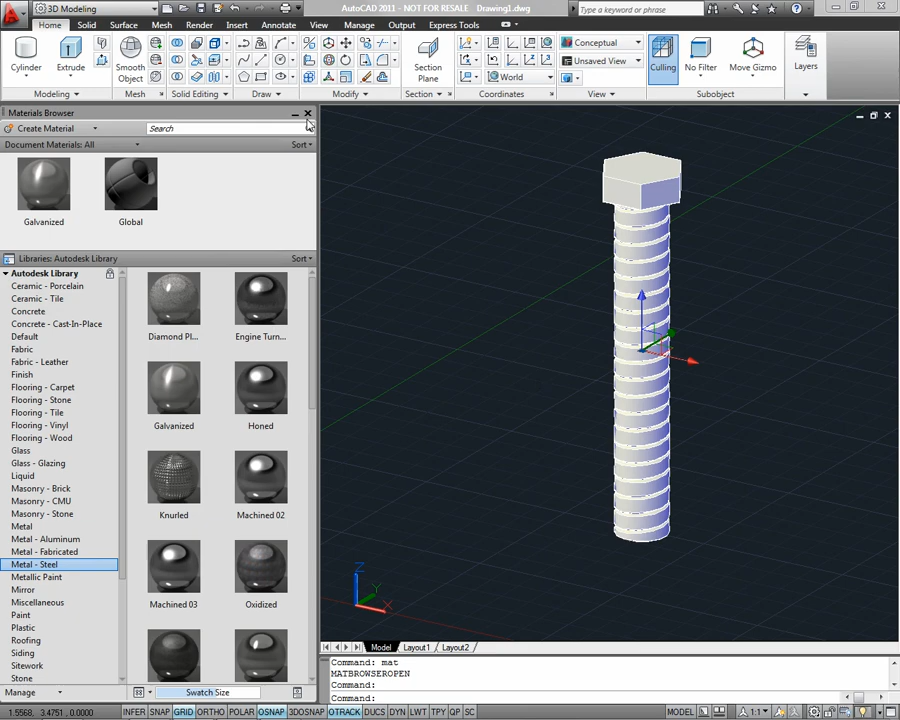 3D Modeling
AutoCAD 2011 - NOT FOR RESALE Drawing1.dwg
Type a keyword or phrase
Home Solid Surface Mesh Render Insert Annotate View Manage Output Express Tools
Cylinder
Extrude
Smooth
Object
Section
Plane
Conceptual
Unsaved View
World
Culling
No Filter
Move Gizmo
Layers
Modeling
Mesh
Solid Editing
Draw
Modify
Section
Coordinates
View
Subobject
Materials Browser
Create Material
Search
Document Materials: All
Sort
Galvanized
Global
Libraries: Autodesk Library
Sort
Autodesk Library
Ceramic - Porcelain
Ceramic - Tile
Concrete
Concrete - Cast-In-Place
Default
Fabric
Fabric - Leather
Finish
Flooring - Carpet
Flooring - Stone
Flooring - Tile
Flooring - Vinyl
Flooring - Wood
Glass
Glass - Glazing
Liquid
Masonry - Brick
Masonry - CMU
Masonry - Stone
Metal
Metal - Aluminum
Metal - Fabricated
Metal - Steel
Metallic Paint
Mirror
Miscellaneous
Paint
Plastic
Roofing
Siding
Sitework
Stone
Diamond Pl...
Engine Turn...
Galvanized
Honed
Knurled
Machined 02
Machined 03
Oxidized
Manage
Swatch Size
Z
Y
X
Model Layout1 Layout2
Command: mat
MATBROWSEROPEN
Command:
Command:
1.5568, 3.4751, 0.0000
INFER SNAP GRID ORTHO POLAR OSNAP 3DOSNAP OTRACK DUCS DYN LWT TPY QP SC
MODEL
1:1